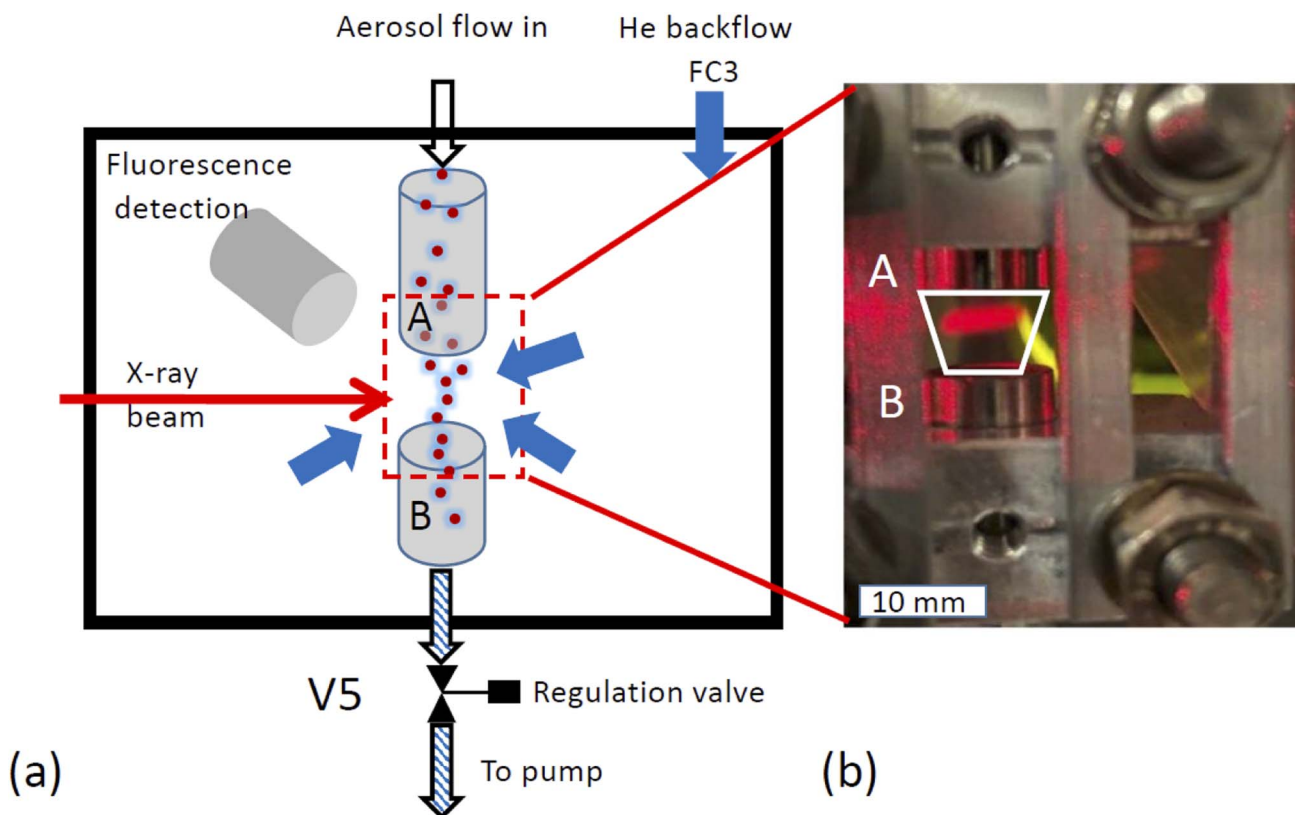 Aerosol flow in
He backflow
FC3
Fluorescence
detection
A
X-ray
beam
B
V5
Regulation valve
To pump
(a)
A
B
10 mm
(b)